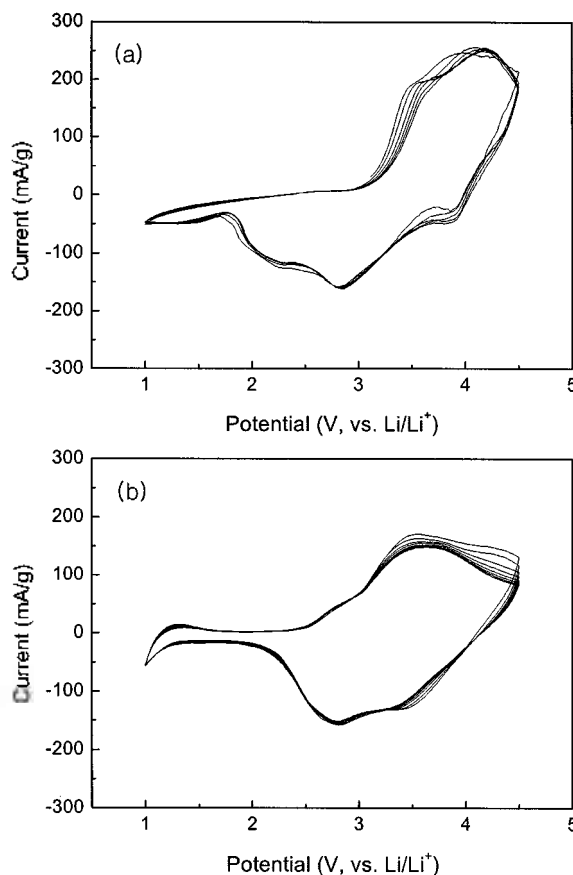 300
(a)
200
100
0
-100
-200
-300
Current (mA/g)
1 2 3 4 5
Potential (V, vs. Li/Li⁺)
300
(b)
200
100
0
-100
-200
-300
Current (mA/g)
1 2 3 4 5
Potential (V, vs. Li/Li⁺)